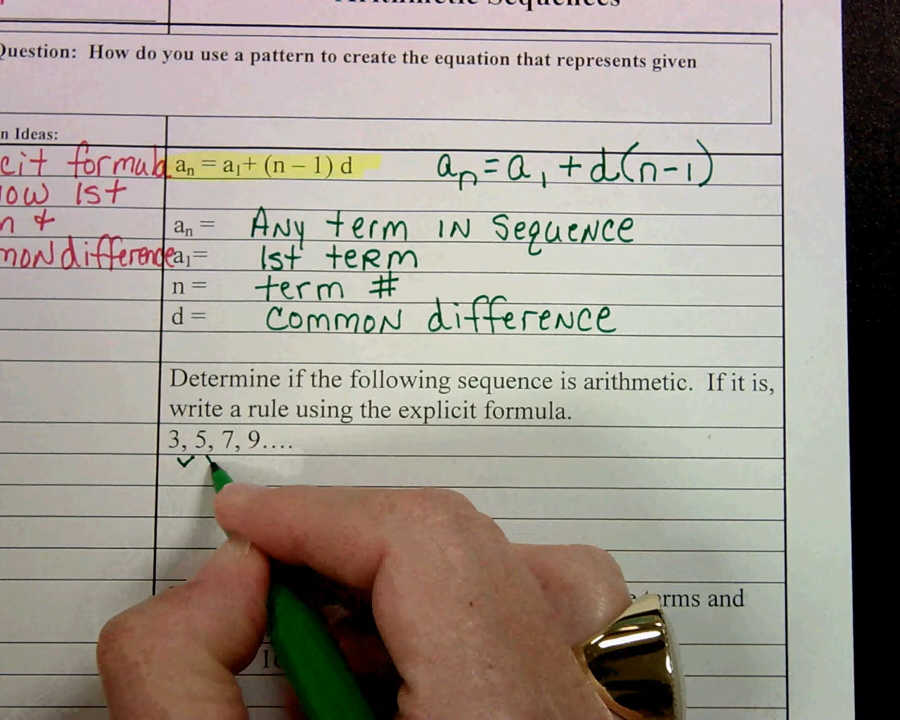 Arithmetic Sequences
Question: How do you use a pattern to create the equation that represents given
n Ideas:
cit formula
low 1st
n &
mon difference
aₙ = a₁ + (n – 1) d
aₙ = a₁ + d(n-1)
aₙ = Any term in Sequence
a₁ = 1st term
n = term #
d = common difference
Determine if the following sequence is arithmetic. If it is,
write a rule using the explicit formula.
3, 5, 7, 9….
rms and